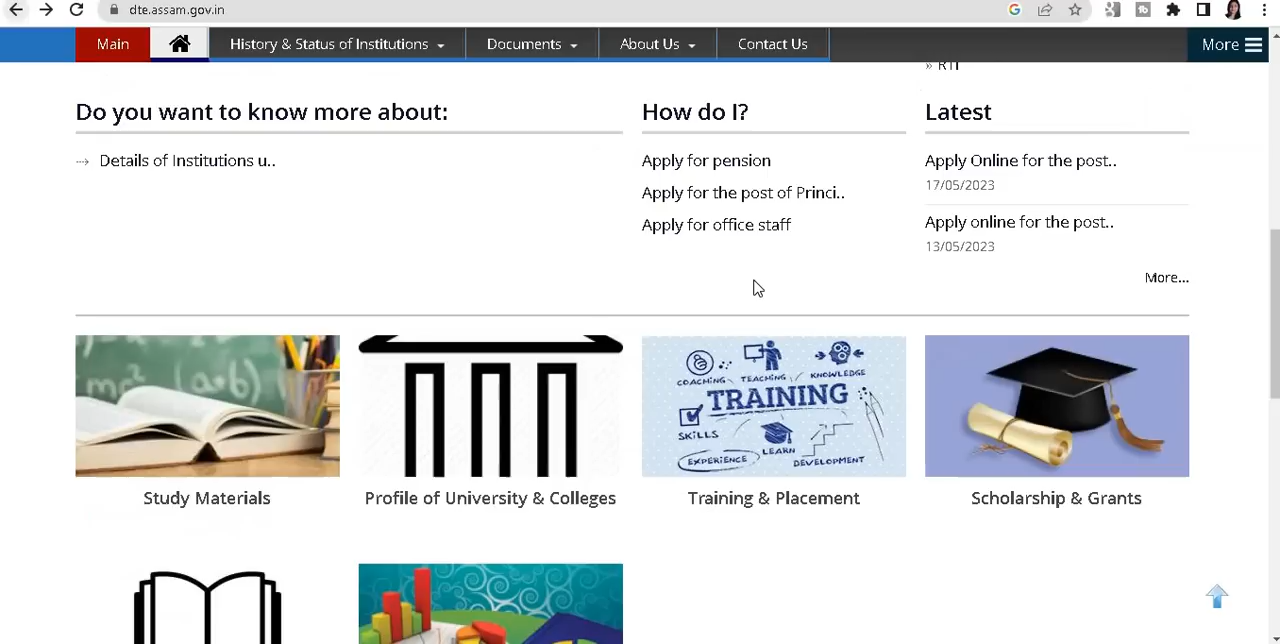 dte.assam.gov.in
Main
History & Status of Institutions
Documents
About Us
Contact Us
More
» RTI
Do you want to know more about:
Details of Institutions u..
How do I?
Apply for pension
Apply for the post of Princi..
Apply for office staff
Latest
Apply Online for the post..
17/05/2023
Apply online for the post..
13/05/2023
More...
mc² (a+b)
COACHING
TEACHING
KNOWLEDGE
TRAINING
SKILLS
LEARN
EXPERIENCE
DEVELOPMENT
Study Materials
Profile of University & Colleges
Training & Placement
Scholarship & Grants